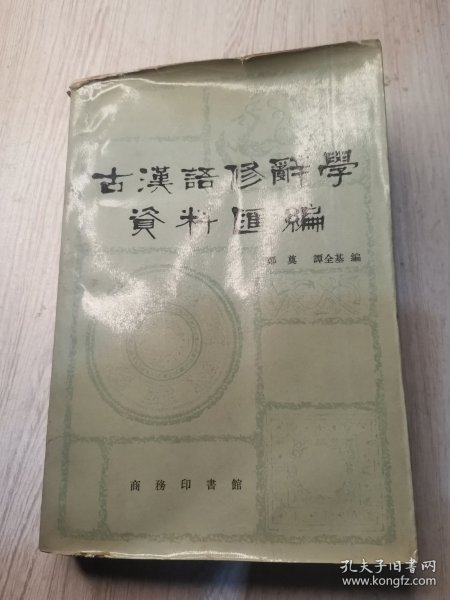 古漢語修辭學
資料匯編
鄭奠 譚全基 編
商務印書館
孔夫子旧书网
www.kongfz.com